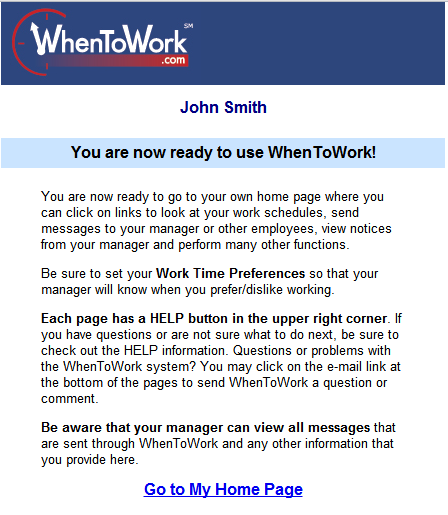 WhenToWork℠
.com
John Smith
You are now ready to use WhenToWork!
You are now ready to go to your own home page where you
can click on links to look at your work schedules, send
messages to your manager or other employees, view notices
from your manager and perform many other functions.
Be sure to set your Work Time Preferences so that your
manager will know when you prefer/dislike working.
Each page has a HELP button in the upper right corner. If
you have questions or are not sure what to do next, be sure to
check out the HELP information. Questions or problems with
the WhenToWork system? You may click on the e-mail link at
the bottom of the pages to send WhenToWork a question or
comment.
Be aware that your manager can view all messages that
are sent through WhenToWork and any other information that
you provide here.
Go to My Home Page